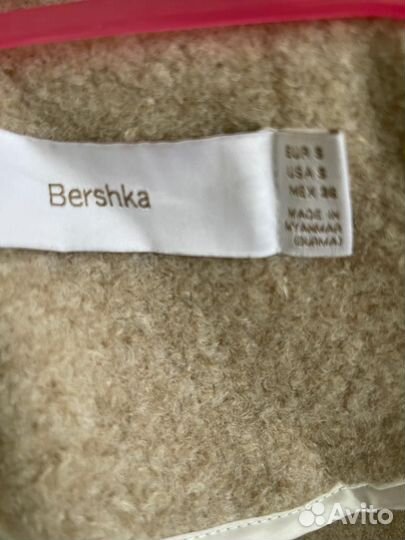 Bershka
EUR S
USA S
MEX 26
MADE IN
MYANMAR
(BURMA)
Avito